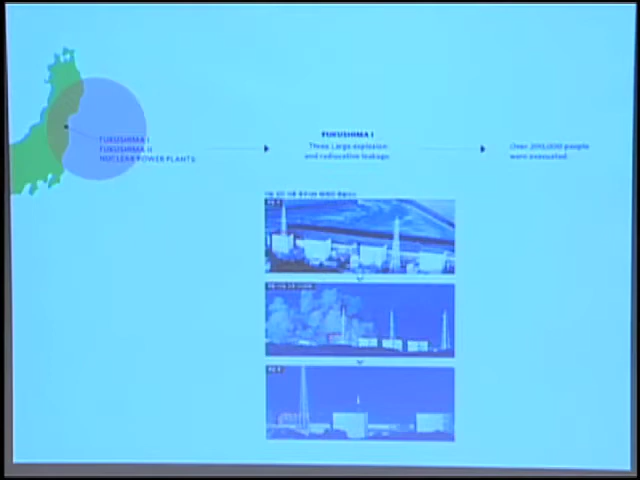 FUKUSHIMA I
FUKUSHIMA II
NUCLEAR POWER PLANTS
FUKUSHIMA I
Three Large explosion
and radioactive leakage.
Over 200,000 people
were evacuated.